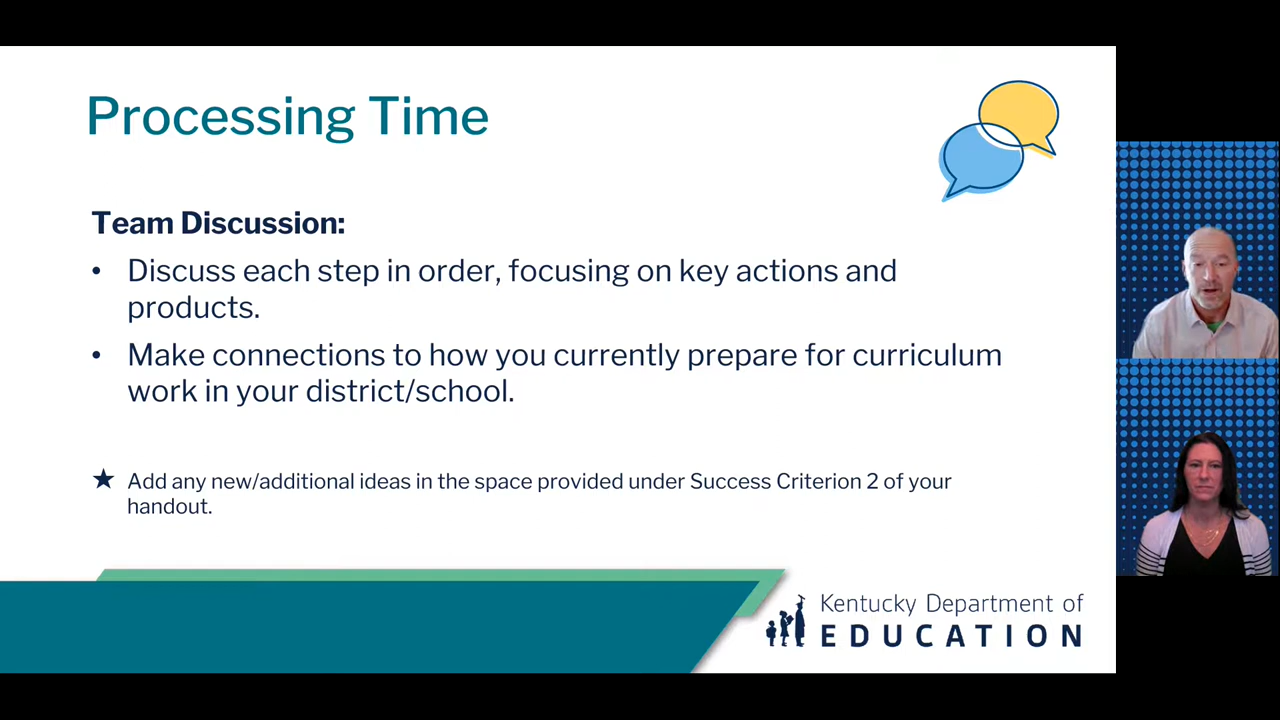 Processing Time
Team Discussion:
• Discuss each step in order, focusing on key actions and
products.
• Make connections to how you currently prepare for curriculum
work in your district/school.
★ Add any new/additional ideas in the space provided under Success Criterion 2 of your
handout.
Kentucky Department of
EDUCATION